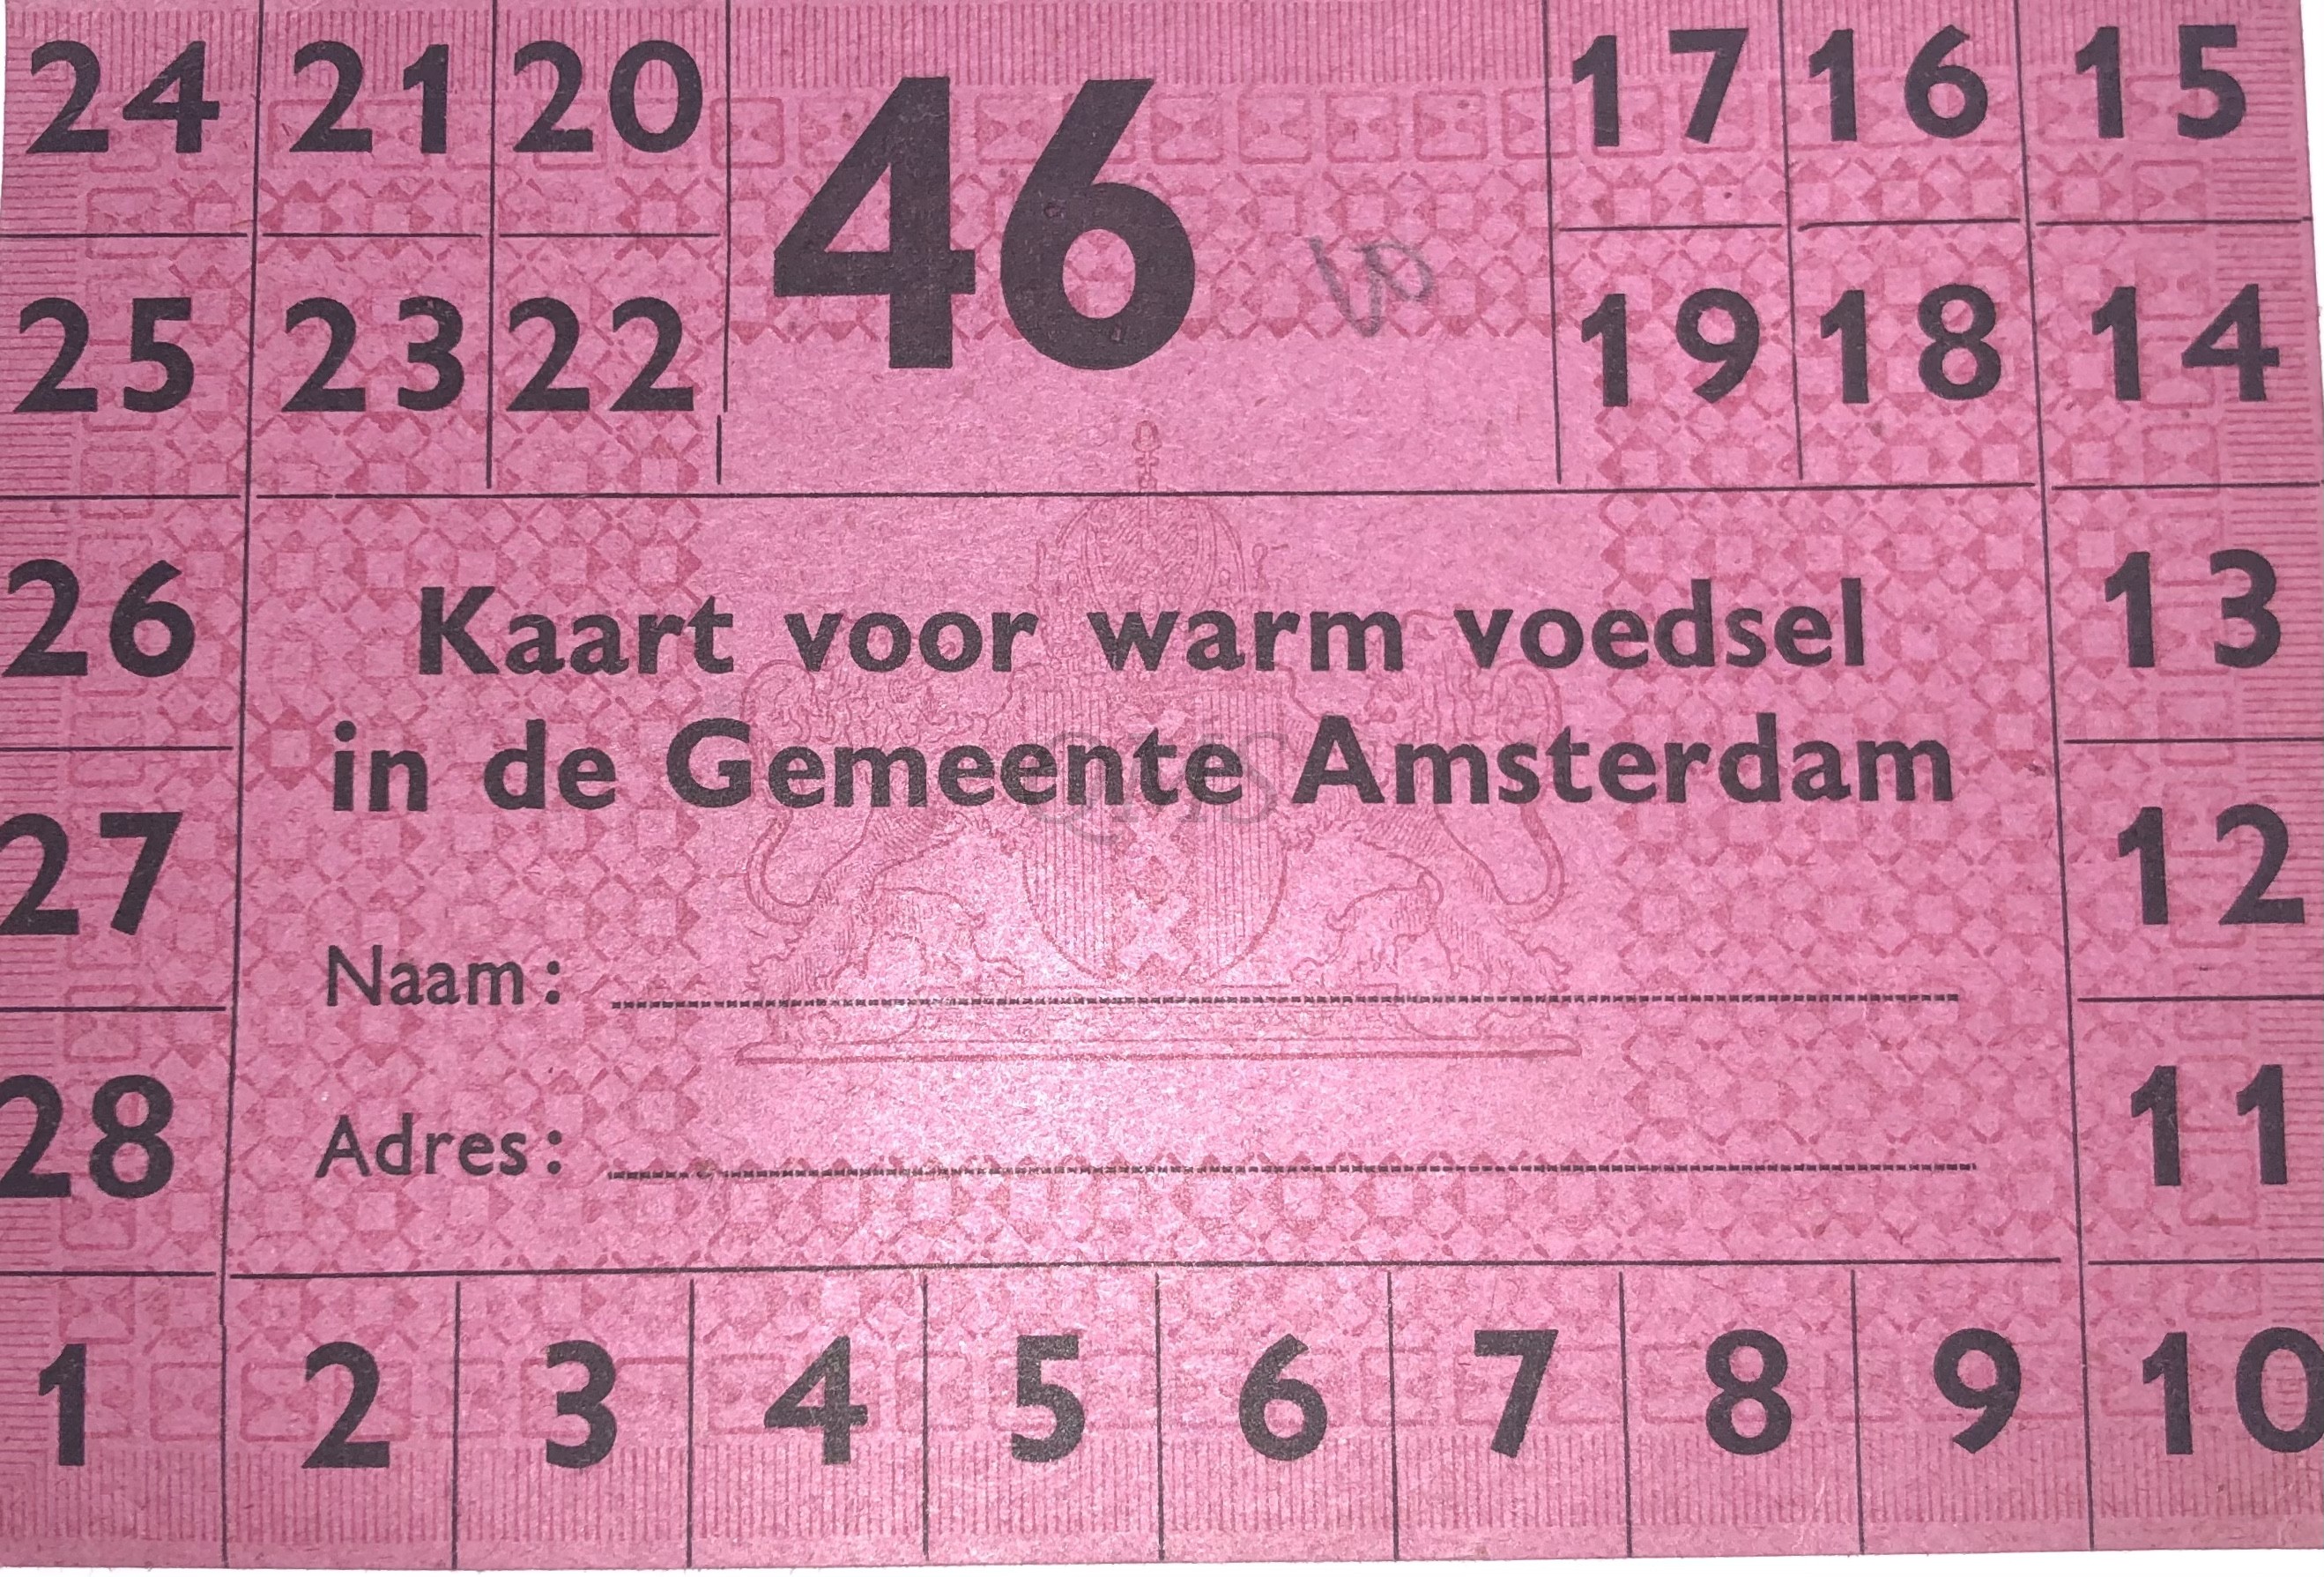 24 21 20 46 17 16 15
25 23 22 19 18 14
26 13
Kaart voor warm voedsel
in de Gemeente Amsterdam
27 12
Naam:
28 11
Adres:
1 2 3 4 5 6 7 8 9 10